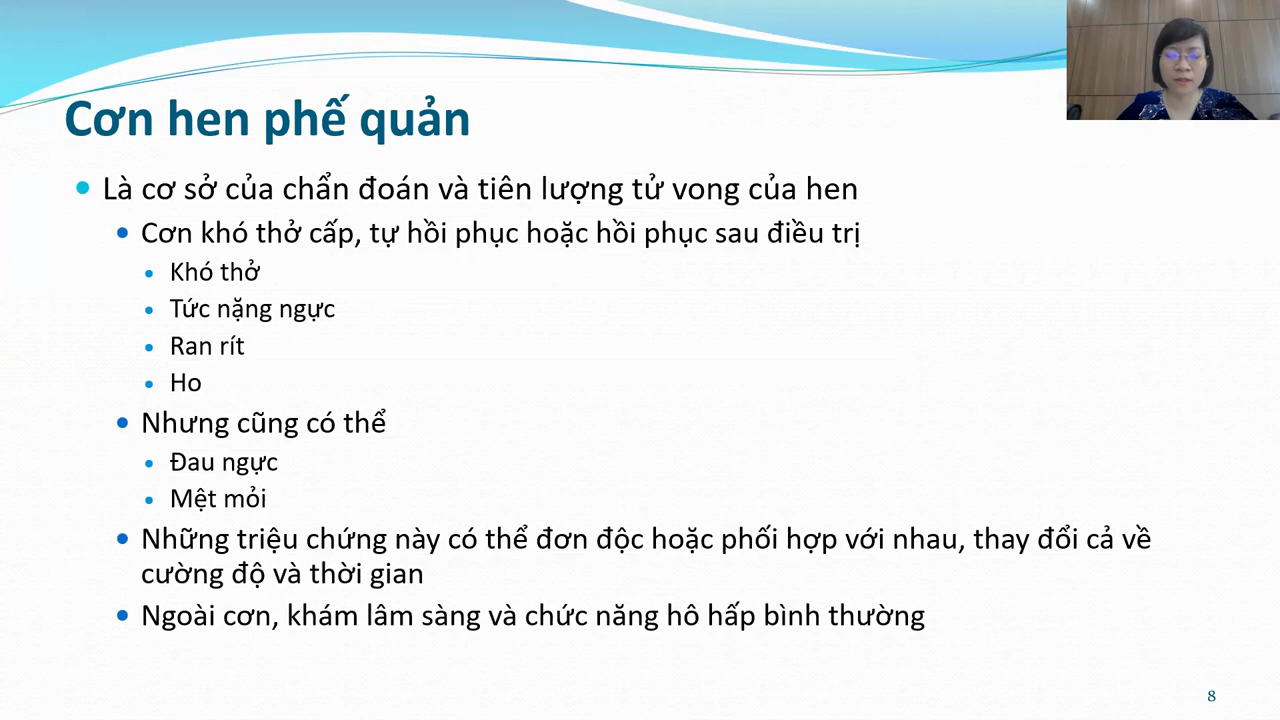 Cơn hen phế quản
Là cơ sở của chẩn đoán và tiên lượng tử vong của hen
Cơn khó thở cấp, tự hồi phục hoặc hồi phục sau điều trị
Khó thở
Tức nặng ngực
Ran rít
Ho
Nhưng cũng có thể
Đau ngực
Mệt mỏi
Những triệu chứng này có thể đơn độc hoặc phối hợp với nhau, thay đổi cả về
cường độ và thời gian
Ngoài cơn, khám lâm sàng và chức năng hô hấp bình thường
8